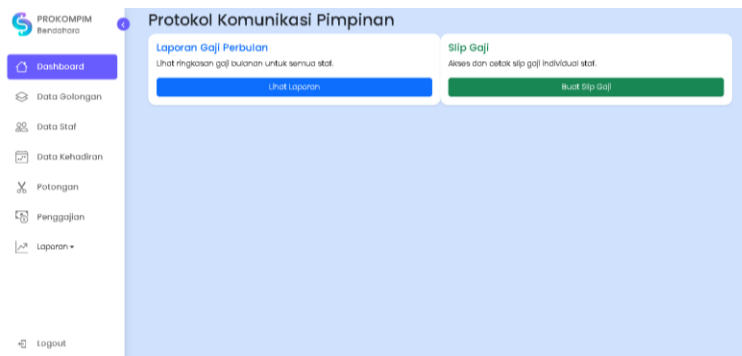 PROKOMPIM
Bendahara
Dashboard
Data Golongan
Data Staf
Data Kehadiran
Potongan
Penggajian
Laporan
Logout
Protokol Komunikasi Pimpinan
Laporan Gaji Perbulan
Lihat ringkasan gaji bulanan untuk semua staf.
Lihat Laporan
Slip Gaji
Akses dan cetak slip gaji individual staf.
Buat Slip Gaji